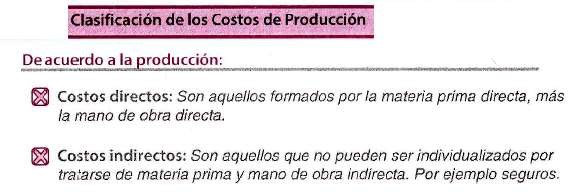 Clasificación de los Costos de Producción
De acuerdo a la producción:
Costos directos: Son aquellos formados por la materia prima directa, más
la mano de obra directa.
Costos indirectos: Son aquellos que no pueden ser individualizados por
tratarse de materia prima y mano de obra indirecta. Por ejemplo seguros.